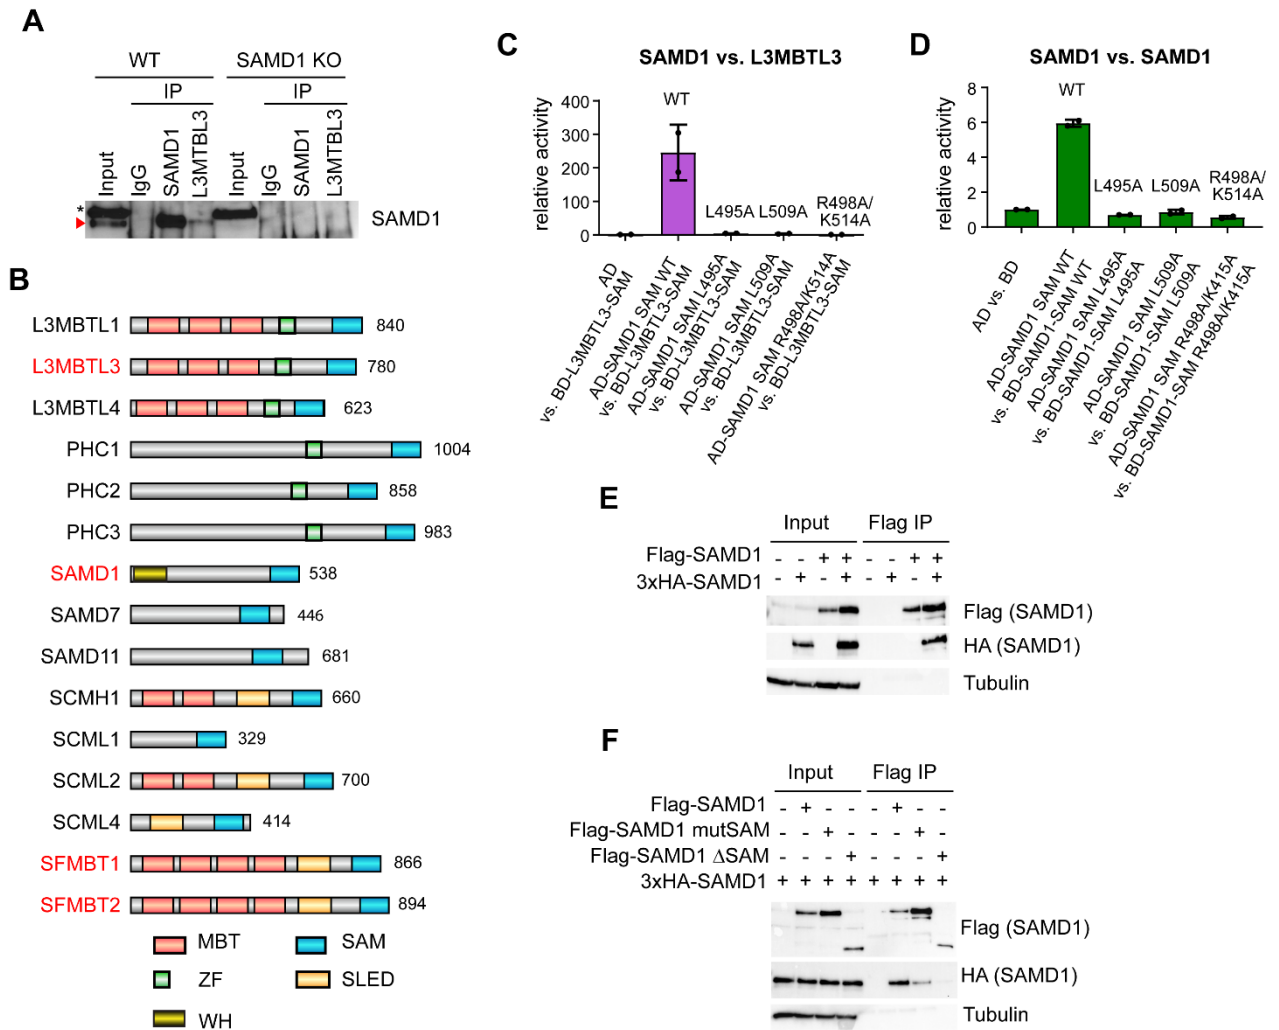 A
WT
SAMD1 KO
IP
IP
Input
IgG
SAMD1
L3MTBL3
Input
IgG
SAMD1
L3MTBL3
*
SAMD1
B
L3MBTL1
840
L3MBTL3
780
L3MBTL4
623
PHC1
1004
PHC2
858
PHC3
983
SAMD1
538
SAMD7
446
SAMD11
681
SCMH1
660
SCML1
329
SCML2
700
SCML4
414
SFMBT1
866
SFMBT2
894
MBT
SAM
ZF
SLED
WH
C
SAMD1 vs. L3MBTL3
relative activity
400
300
200
100
0
WT
L495A
L509A
R498A/
K514A
AD
vs. BD-L3MBTL3-SAM
AD-SAMD1 SAM WT
vs. BD-L3MBTL3-SAM
AD-SAMD1 SAM L495A
vs. BD-L3MBTL3-SAM
AD-SAMD1 SAM L509A
vs. BD-L3MBTL3-SAM
AD-SAMD1 SAM R498A/K514A
vs. BD-L3MBTL3-SAM
D
SAMD1 vs. SAMD1
relative activity
8
6
4
2
0
WT
L495A
L509A
R498A/
K514A
AD vs. BD
AD-SAMD1 SAM WT
vs. BD-SAMD1-SAM WT
AD-SAMD1 SAM L495A
vs. BD-SAMD1-SAM L495A
AD-SAMD1 SAM L509A
vs. BD-SAMD1-SAM L509A
AD-SAMD1 SAM R498A/K415A
vs. BD-SAMD1-SAM R498A/K415A
E
Input
Flag IP
Flag-SAMD1 - - + + - - + +
3xHA-SAMD1 - + - + - + - +
Flag (SAMD1)
HA (SAMD1)
Tubulin
F
Input
Flag IP
Flag-SAMD1 - + - - - + - -
Flag-SAMD1 mutSAM - - + - - - + -
Flag-SAMD1 ΔSAM - - - + - - - +
3xHA-SAMD1 + + + + + + + +
Flag (SAMD1)
HA (SAMD1)
Tubulin